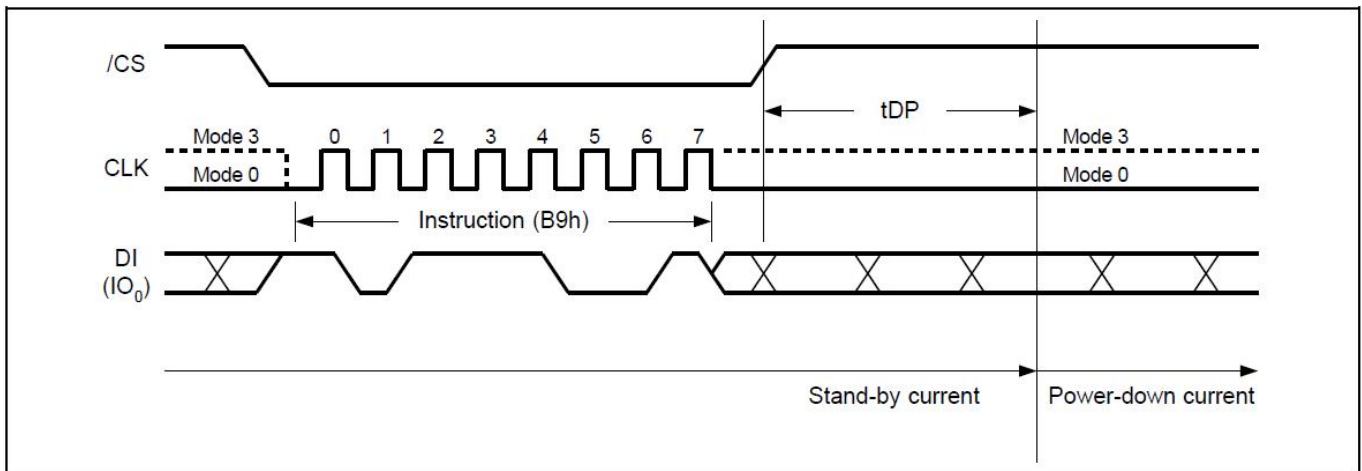 /CS
tDP
Mode 3 0 1 2 3 4 5 6 7 Mode 3
CLK
Mode 0 Mode 0
Instruction (B9h)
DI
(IO₀)
Stand-by current Power-down current